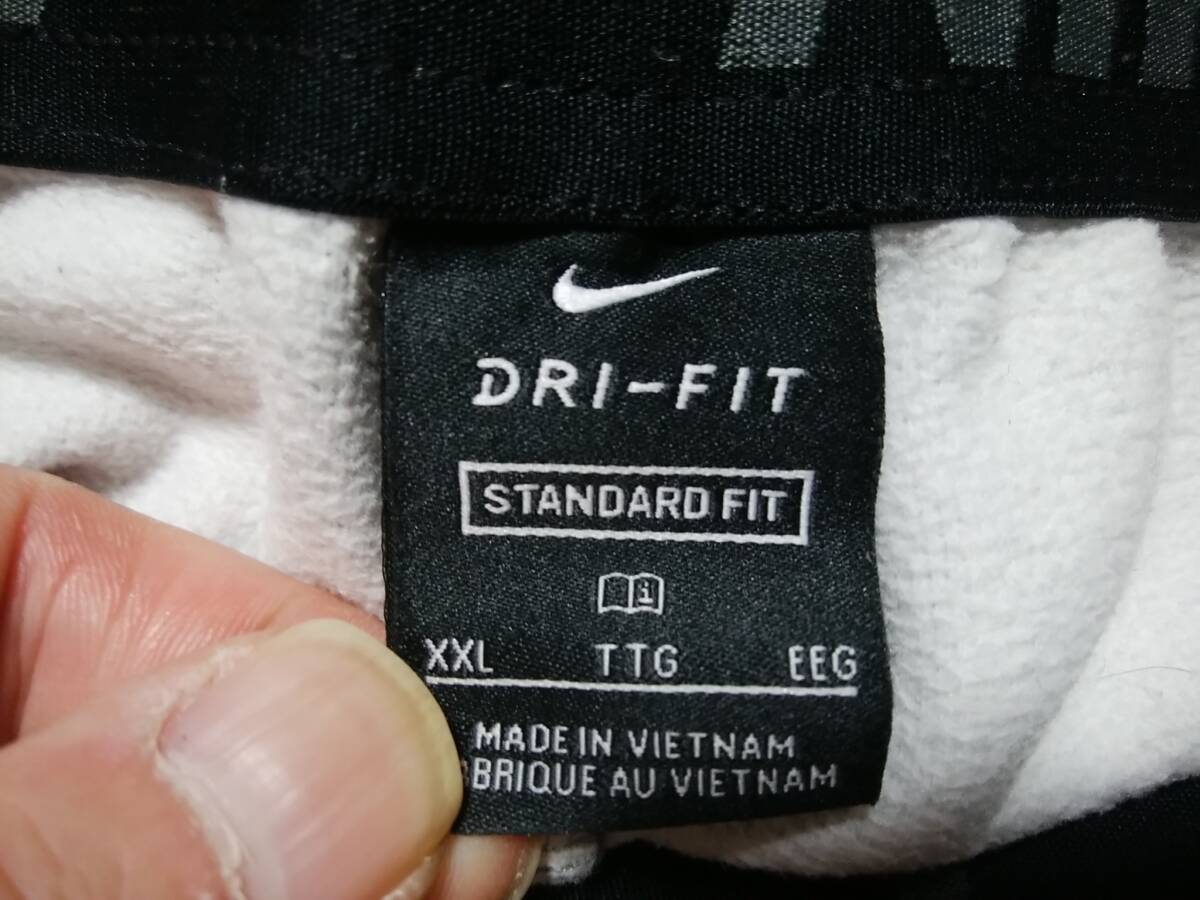 DRI-FIT
STANDARD FIT
i
XXL TTG EEG
MADE IN VIETNAM
BRIQUE AU VIETNAM